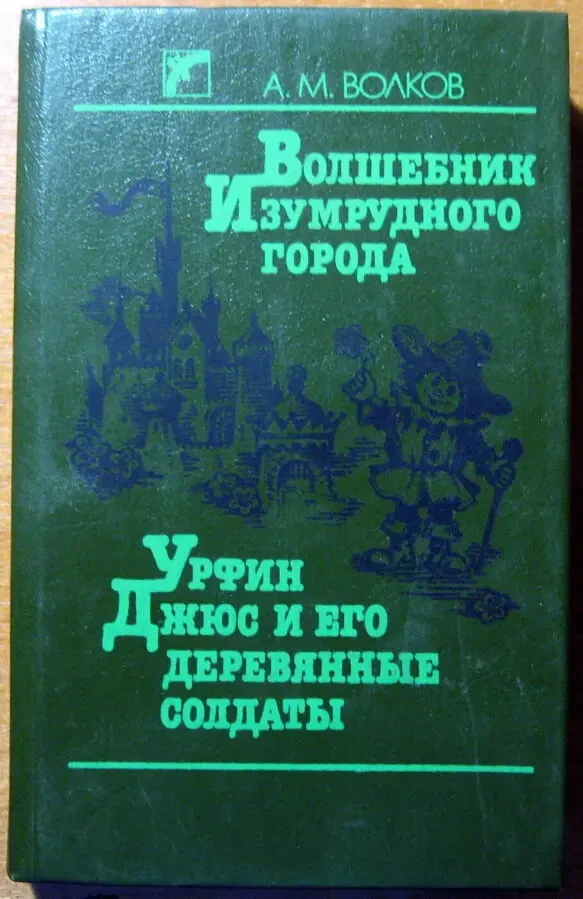 А. М. ВОЛКОВ
ВОЛШЕБНИК
ИЗУМРУДНОГО
ГОРОДА
УРФИН
ДЖЮС И ЕГО
ДЕРЕВЯННЫЕ
СОЛДАТЫ